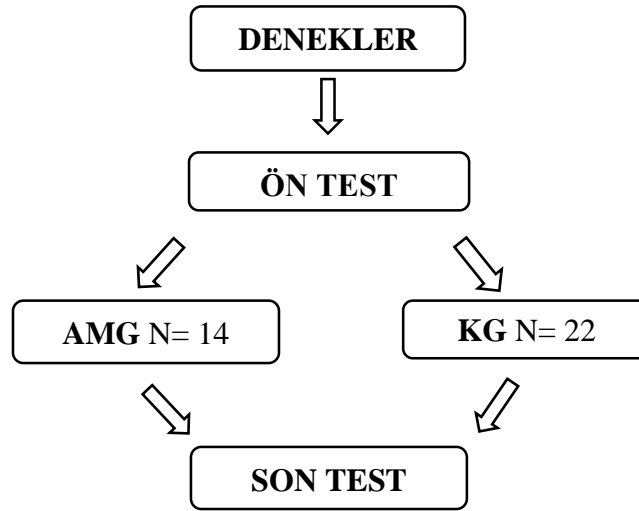 DENEKLER
ÖN TEST
AMG N= 14
KG N= 22
SON TEST